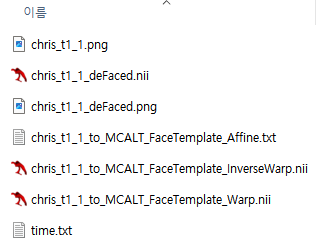 이름
chris_t1_1.png
chris_t1_1_deFaced.nii
chris_t1_1_deFaced.png
chris_t1_1_to_MCALT_FaceTemplate_Affine.txt
chris_t1_1_to_MCALT_FaceTemplate_InverseWarp.nii
chris_t1_1_to_MCALT_FaceTemplate_Warp.nii
time.txt